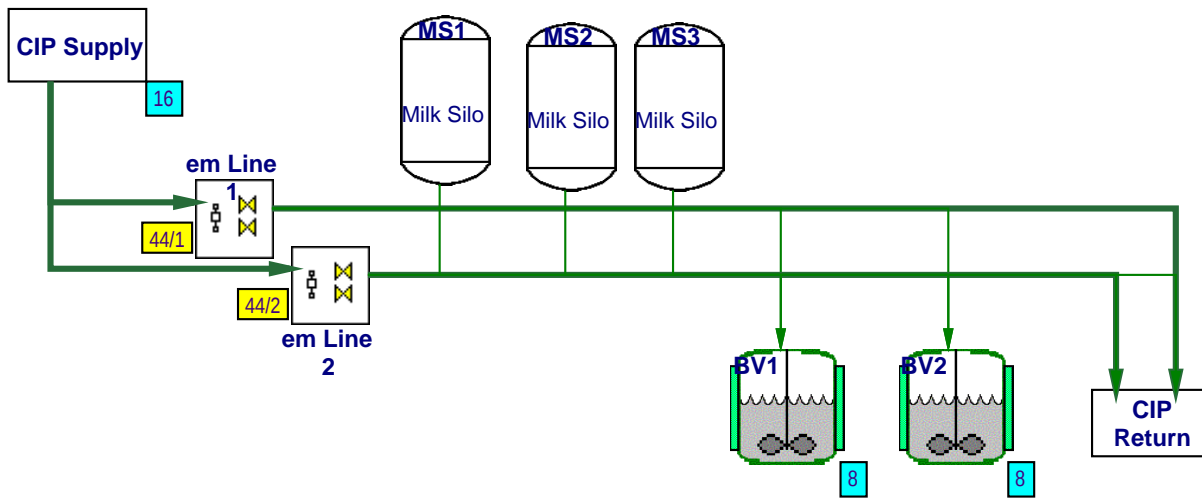 CIP Supply
16
MS1
MS2
MS3
Milk Silo
Milk Silo
Milk Silo
em Line
1
44/1
44/2
em Line
2
BV1
BV2
8
8
CIP
Return